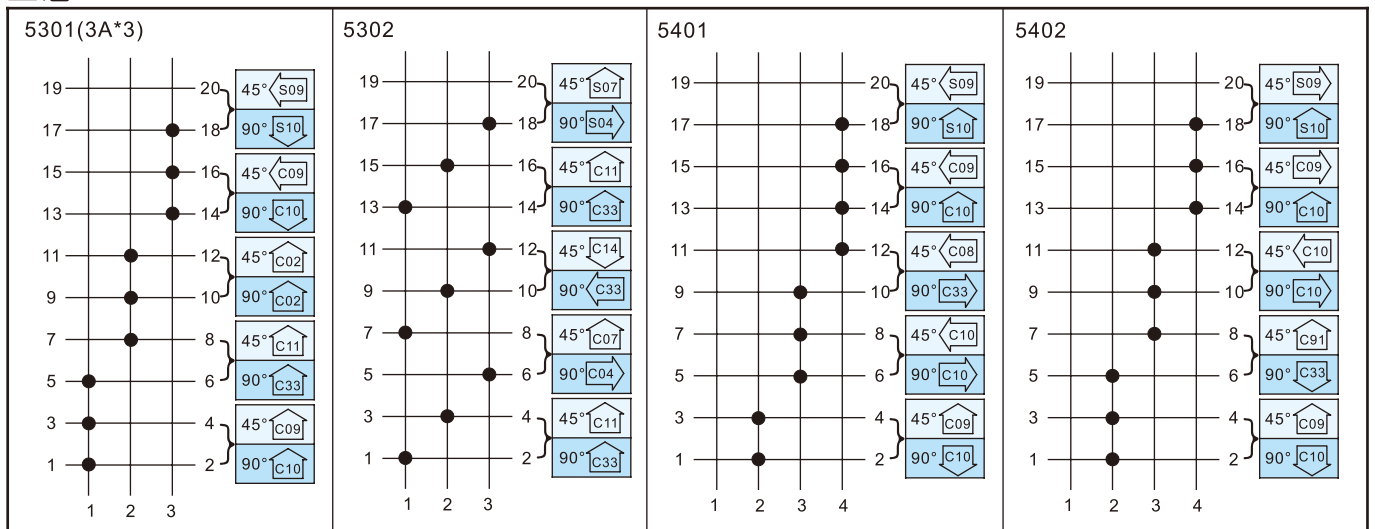 5301(3A*3)
19 20 45° S09
17 18 90° S10
15 16 45° C09
13 14 90° C10
11 12 45° C02
9 10 90° C02
7 8 45° C11
5 6 90° C33
3 4 45° C09
1 2 90° C10
1 2 3
5302
19 20 45° S07
17 18 90° S04
15 16 45° C11
13 14 90° C33
11 12 45° C14
9 10 90° C33
7 8 45° C07
5 6 90° C04
3 4 45° C11
1 2 90° C33
1 2 3
5401
19 20 45° S09
17 18 90° S10
15 16 45° C09
13 14 90° C10
11 12 45° C08
9 10 90° C33
7 8 45° C10
5 6 90° C10
3 4 45° C09
1 2 90° C10
1 2 3 4
5402
19 20 45° S09
17 18 90° S10
15 16 45° C09
13 14 90° C10
11 12 45° C10
9 10 90° C10
7 8 45° C91
5 6 90° C33
3 4 45° C09
1 2 90° C10
1 2 3 4